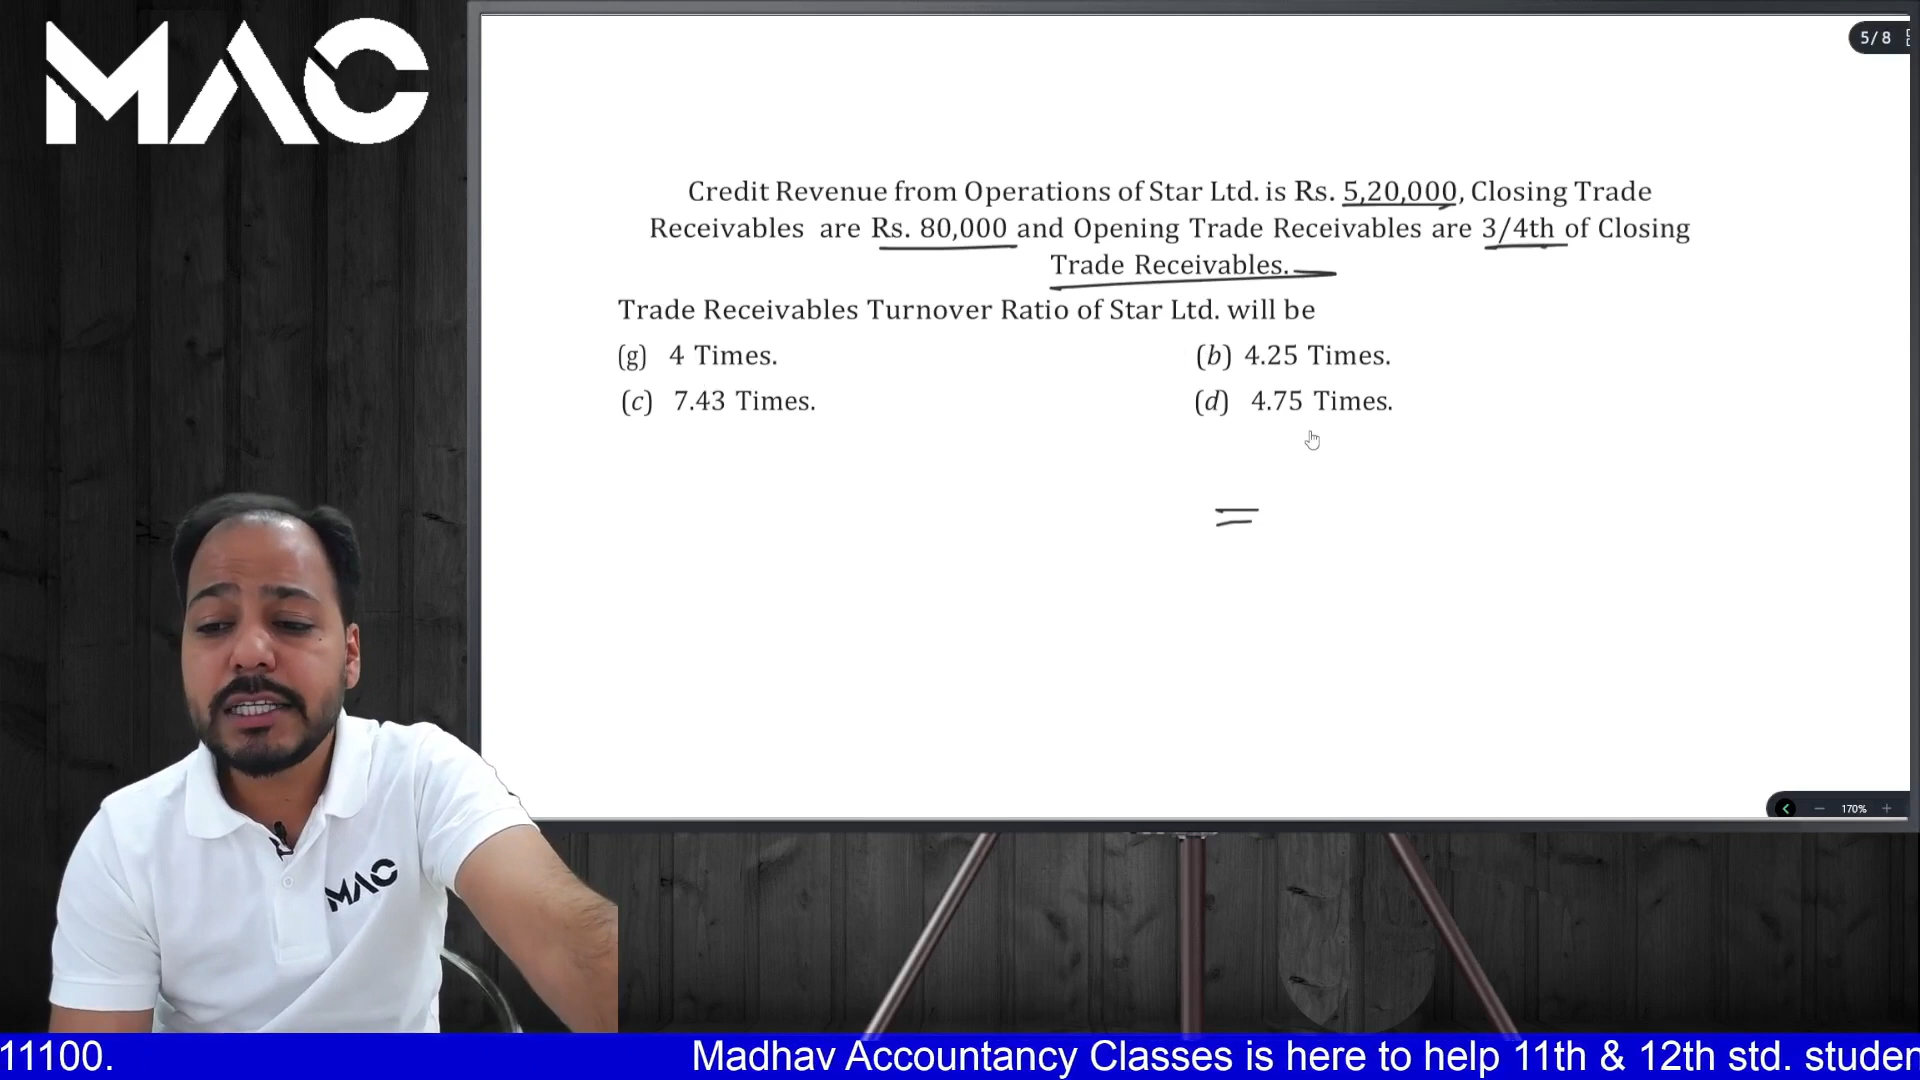 MAC
5/8
Credit Revenue from Operations of Star Ltd. is Rs. 5,20,000, Closing Trade
Receivables are Rs. 80,000 and Opening Trade Receivables are 3/4th of Closing
Trade Receivables.
Trade Receivables Turnover Ratio of Star Ltd. will be
(g) 4 Times. (b) 4.25 Times.
(c) 7.43 Times. (d) 4.75 Times.
=
170%
MAC
11100. Madhav Accountancy Classes is here to help 11th & 12th std.